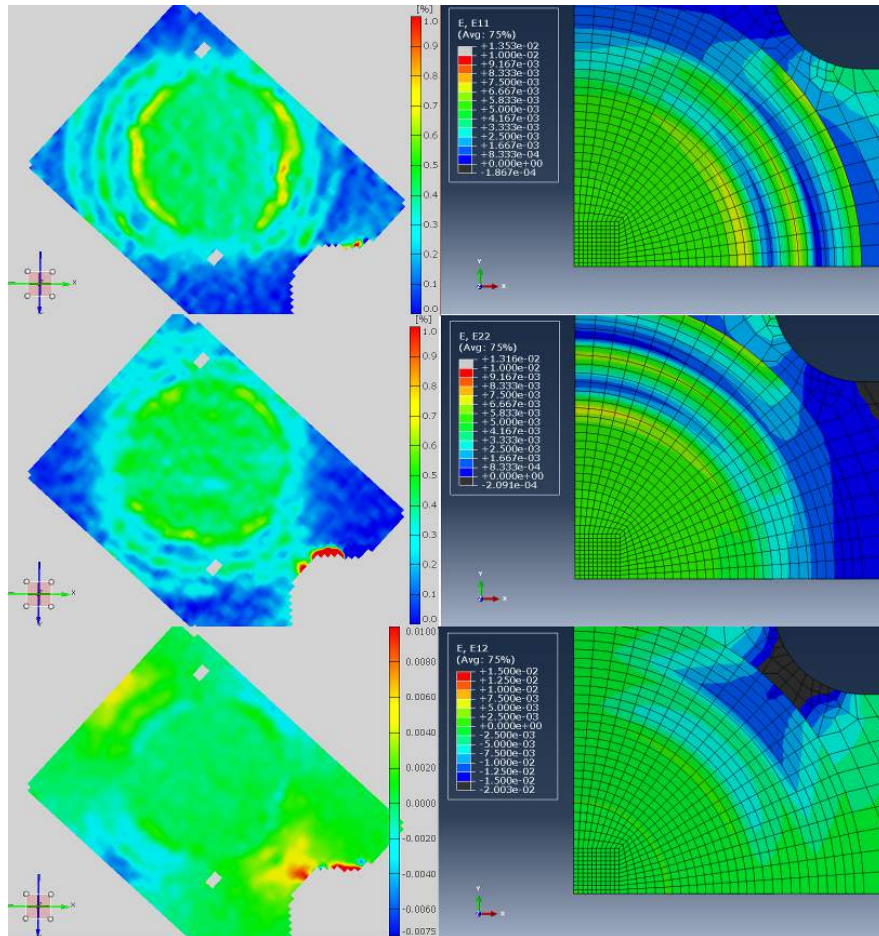 [%]
1.0
0.9
0.8
0.7
0.6
0.5
0.4
0.3
0.2
0.1
0.0
x
E, E11
(Avg: 75%)
+1.353e-02
+1.000e-02
+9.167e-03
+8.333e-03
+7.500e-03
+6.667e-03
+5.833e-03
+5.000e-03
+4.167e-03
+3.333e-03
+2.500e-03
+1.667e-03
+8.333e-04
+0.000e+00
-1.867e-04
Y
X
[%]
1.0
0.9
0.8
0.7
0.6
0.5
0.4
0.3
0.2
0.1
0.0
x
E, E22
(Avg: 75%)
+1.316e-02
+1.000e-02
+9.167e-03
+8.333e-03
+7.500e-03
+6.667e-03
+5.833e-03
+5.000e-03
+4.167e-03
+3.333e-03
+2.500e-03
+1.667e-03
+8.333e-04
+0.000e+00
-2.091e-04
Y
X
0.0100
0.0080
0.0060
0.0040
0.0020
0.0000
-0.0020
-0.0040
-0.0060
-0.0075
x
E, E12
(Avg: 75%)
+1.500e-02
+1.250e-02
+1.000e-02
+7.500e-03
+5.000e-03
+2.500e-03
+0.000e+00
-2.500e-03
-5.000e-03
-7.500e-03
-1.000e-02
-1.250e-02
-1.500e-02
-2.003e-02
Y
X